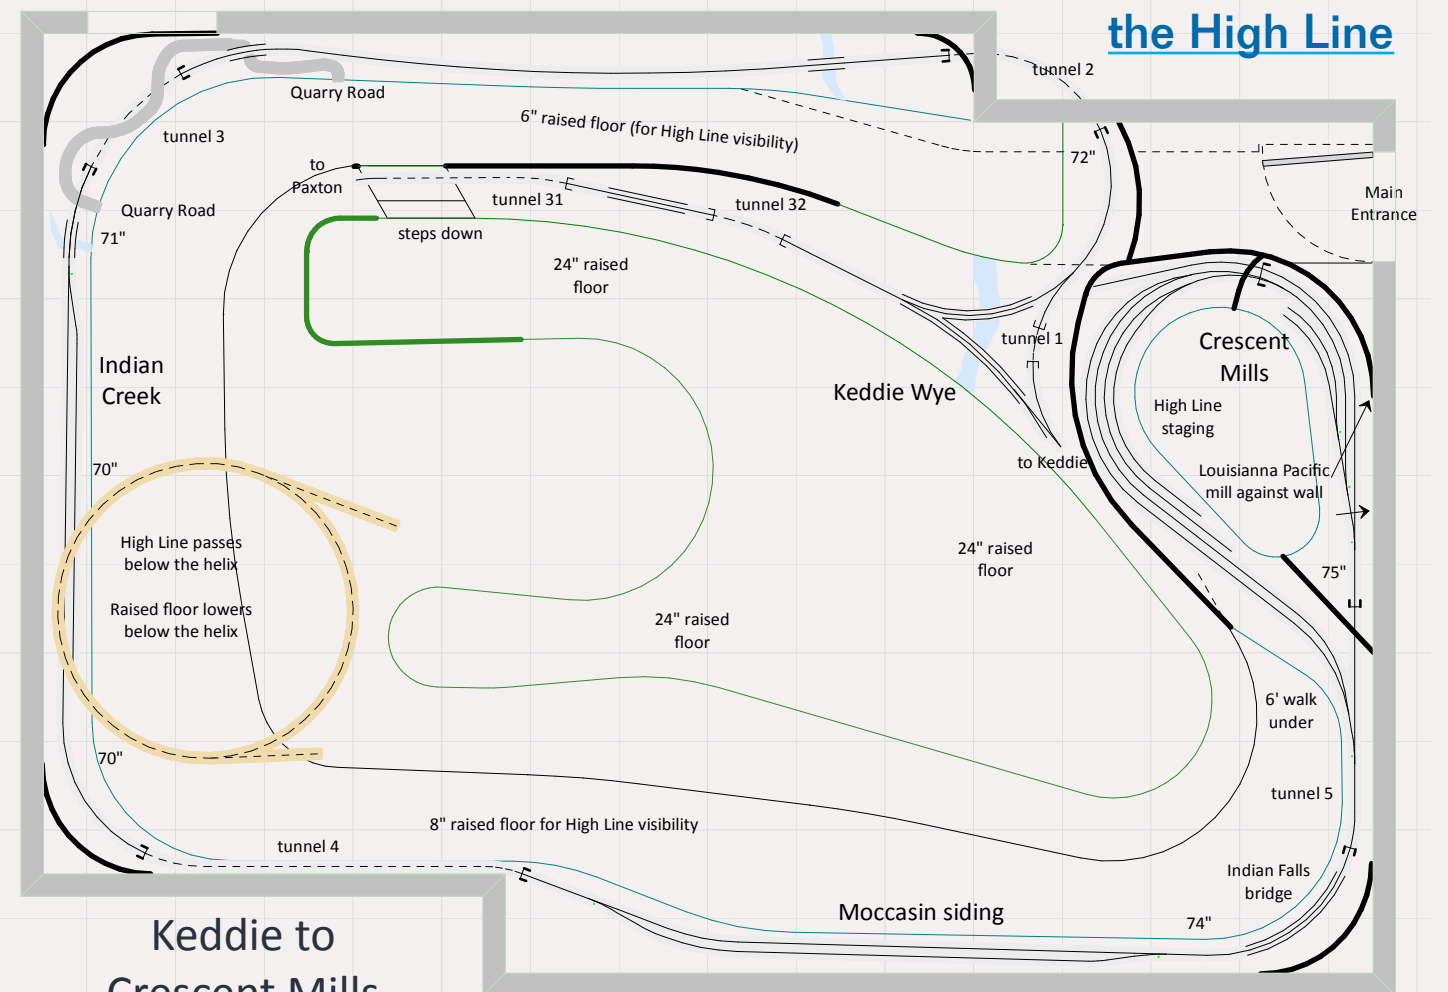 the High Line
tunnel 2
Quarry Road
6" raised floor (for High Line visibility)
tunnel 3
72"
to
Paxton
Main
Entrance
tunnel 31
tunnel 32
Quarry Road
steps down
71"
24" raised
floor
tunnel 1
Crescent
Mills
Indian
Creek
Keddie Wye
High Line
staging
to Keddie
70"
Louisianna Pacific
mill against wall
High Line passes
below the helix
24" raised
floor
75"
Raised floor lowers
below the helix
24" raised
floor
6' walk
under
70"
tunnel 5
8" raised floor for High Line visibility
tunnel 4
Indian Falls
bridge
Moccasin siding
74"
Keddie to
Crescent Mills